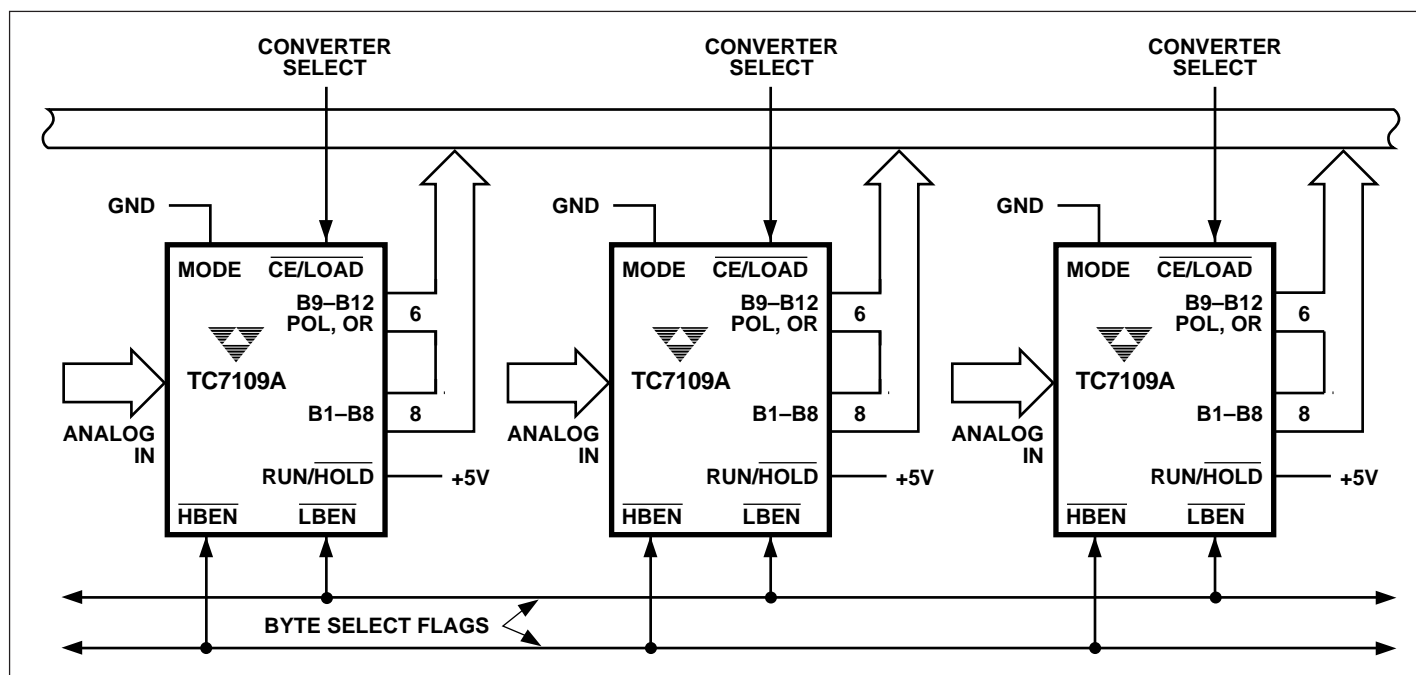 CONVERTER
SELECT
CONVERTER
SELECT
CONVERTER
SELECT
GND
MODE
CE/LOAD
B9–B12
POL, OR
6
TC7109A
ANALOG
IN
B1–B8
8
RUN/HOLD
+5V
HBEN
LBEN
GND
MODE
CE/LOAD
B9–B12
POL, OR
6
TC7109A
ANALOG
IN
B1–B8
8
RUN/HOLD
+5V
HBEN
LBEN
GND
MODE
CE/LOAD
B9–B12
POL, OR
6
TC7109A
ANALOG
IN
B1–B8
8
RUN/HOLD
+5V
HBEN
LBEN
BYTE SELECT FLAGS